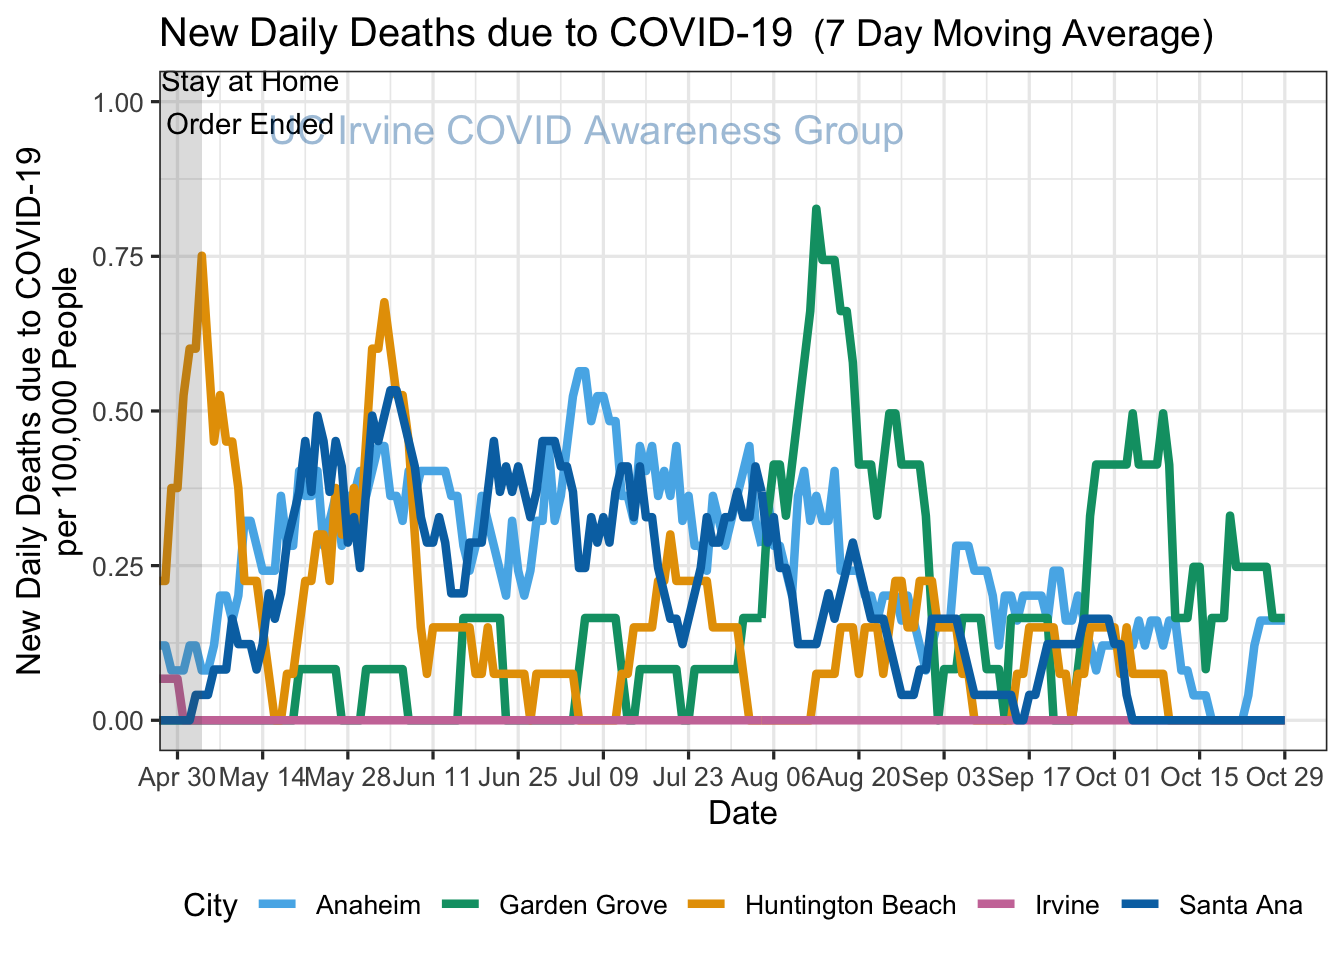 New Daily Deaths due to COVID-19 (7 Day Moving Average)
Stay at Home
Order Ended
UC Irvine COVID Awareness Group
New Daily Deaths due to COVID-19
per 100,000 People
1.00
0.75
0.50
0.25
0.00
Apr 30 May 14 May 28 Jun 11 Jun 25 Jul 09 Jul 23 Aug 06 Aug 20 Sep 03 Sep 17 Oct 01 Oct 15 Oct 29
Date
City Anaheim Garden Grove Huntington Beach Irvine Santa Ana